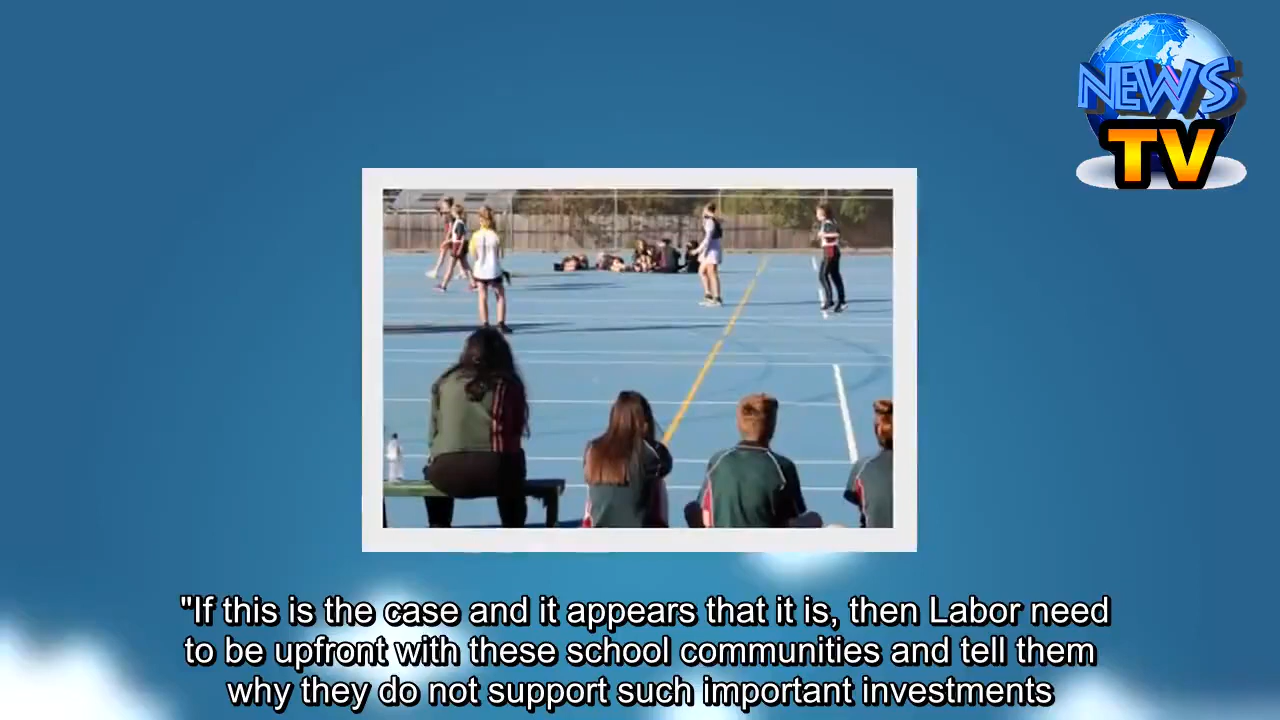 NEWS
TV
"If this is the case and it appears that it is, then Labor need
to be upfront with these school communities and tell them
why they do not support such important investments